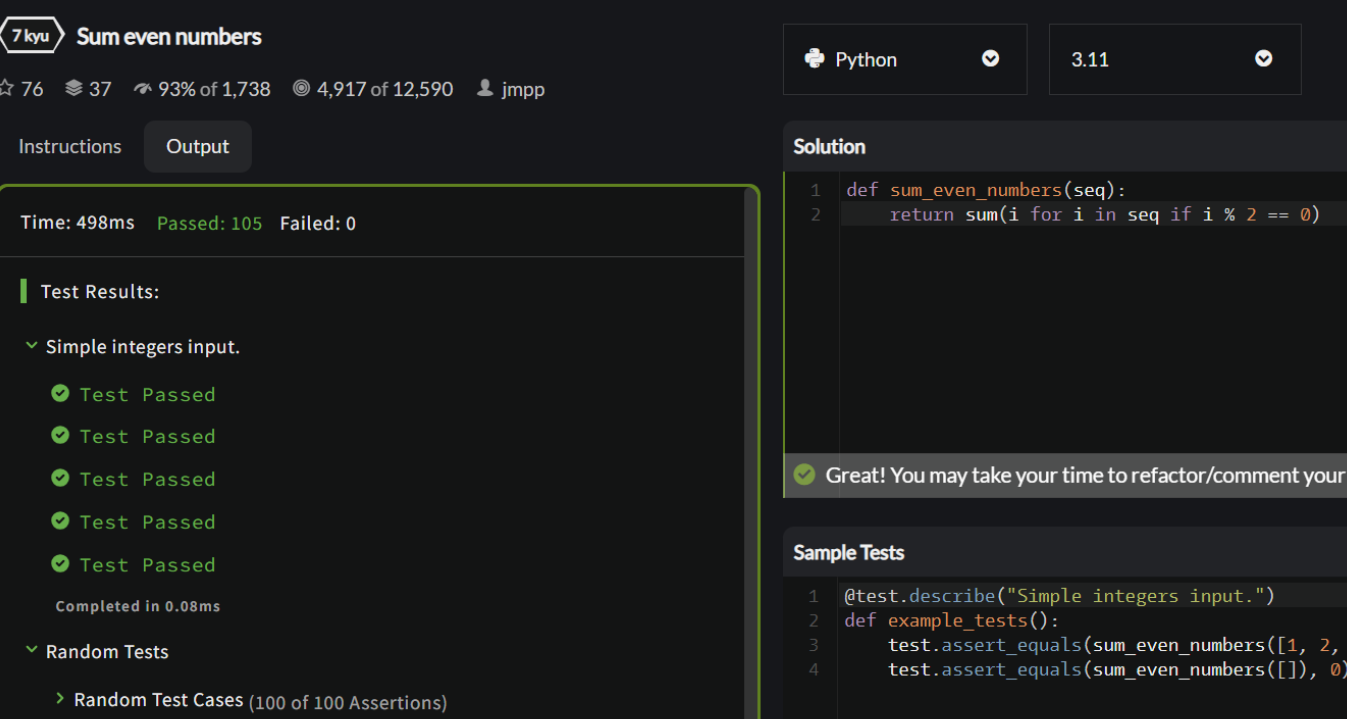 7 kyu Sum even numbers
76 37 93% of 1,738 4,917 of 12,590 jmpp
Instructions Output
Time: 498ms Passed: 105 Failed: 0
Test Results:
Simple integers input.
Test Passed
Test Passed
Test Passed
Test Passed
Test Passed
Completed in 0.08ms
Random Tests
Random Test Cases (100 of 100 Assertions)
Python 3.11
Solution
1 def sum_even_numbers(seq):
2 return sum(i for i in seq if i % 2 == 0)
Great! You may take your time to refactor/comment your
Sample Tests
1 @test.describe("Simple integers input.")
2 def example_tests():
3 test.assert_equals(sum_even_numbers([1, 2,
4 test.assert_equals(sum_even_numbers([]), 0)